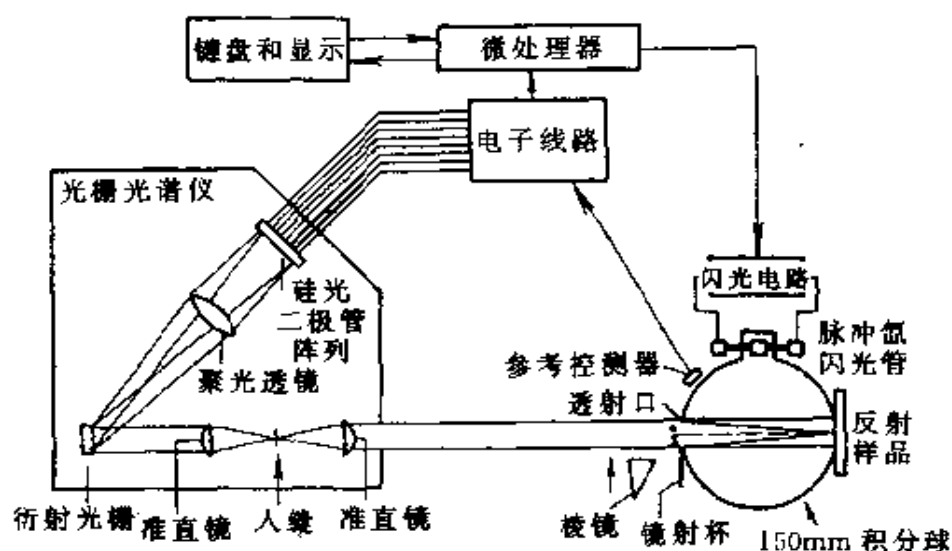 键盘和显示
微处理器
电子线路
光栅光谱仪
闪光电路
硅光
二极管
阵列
脉冲氙
闪光管
参考控测器
聚光透镜
透射口
反射
样品
衍射光栅
准直镜
入缝
准直镜
棱镜
镜射杯
150mm 积分球